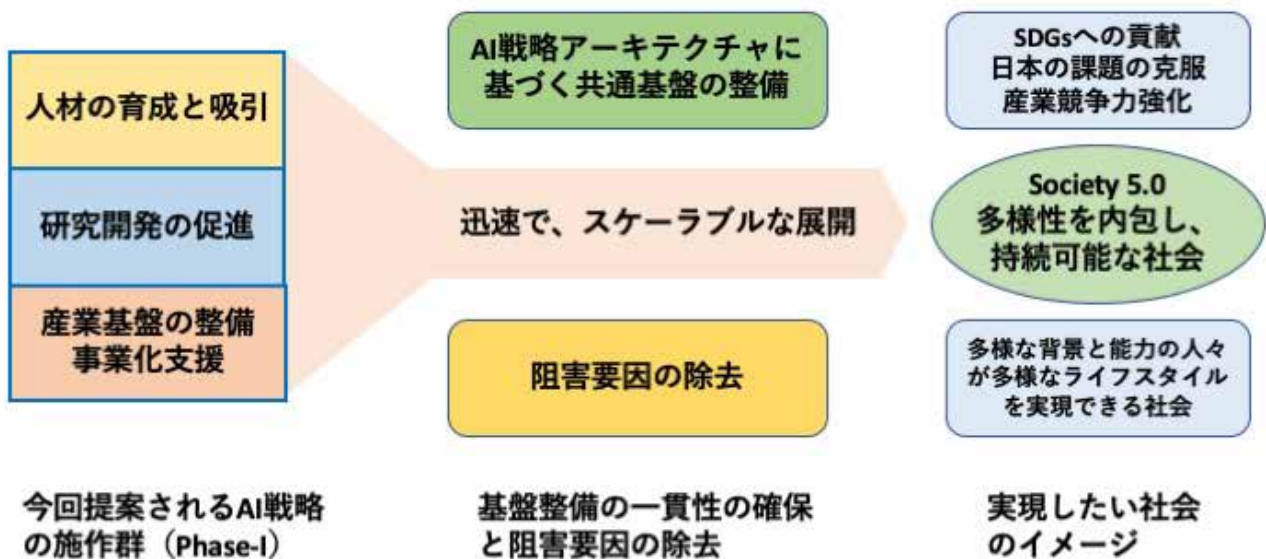 人材の育成と吸引
研究開発の促進
産業基盤の整備
事業化支援
今回提案されるAI戦略
の施作群（Phase-I）
AI戦略アーキテクチャに
基づく共通基盤の整備
迅速で、スケーラブルな展開
阻害要因の除去
基盤整備の一貫性の確保
と阻害要因の除去
SDGsへの貢献
日本の課題の克服
産業競争力強化
Society 5.0
多様性を内包し、
持続可能な社会
多様な背景と能力の人々
が多様なライフスタイル
を実現できる社会
実現したい社会
のイメージ